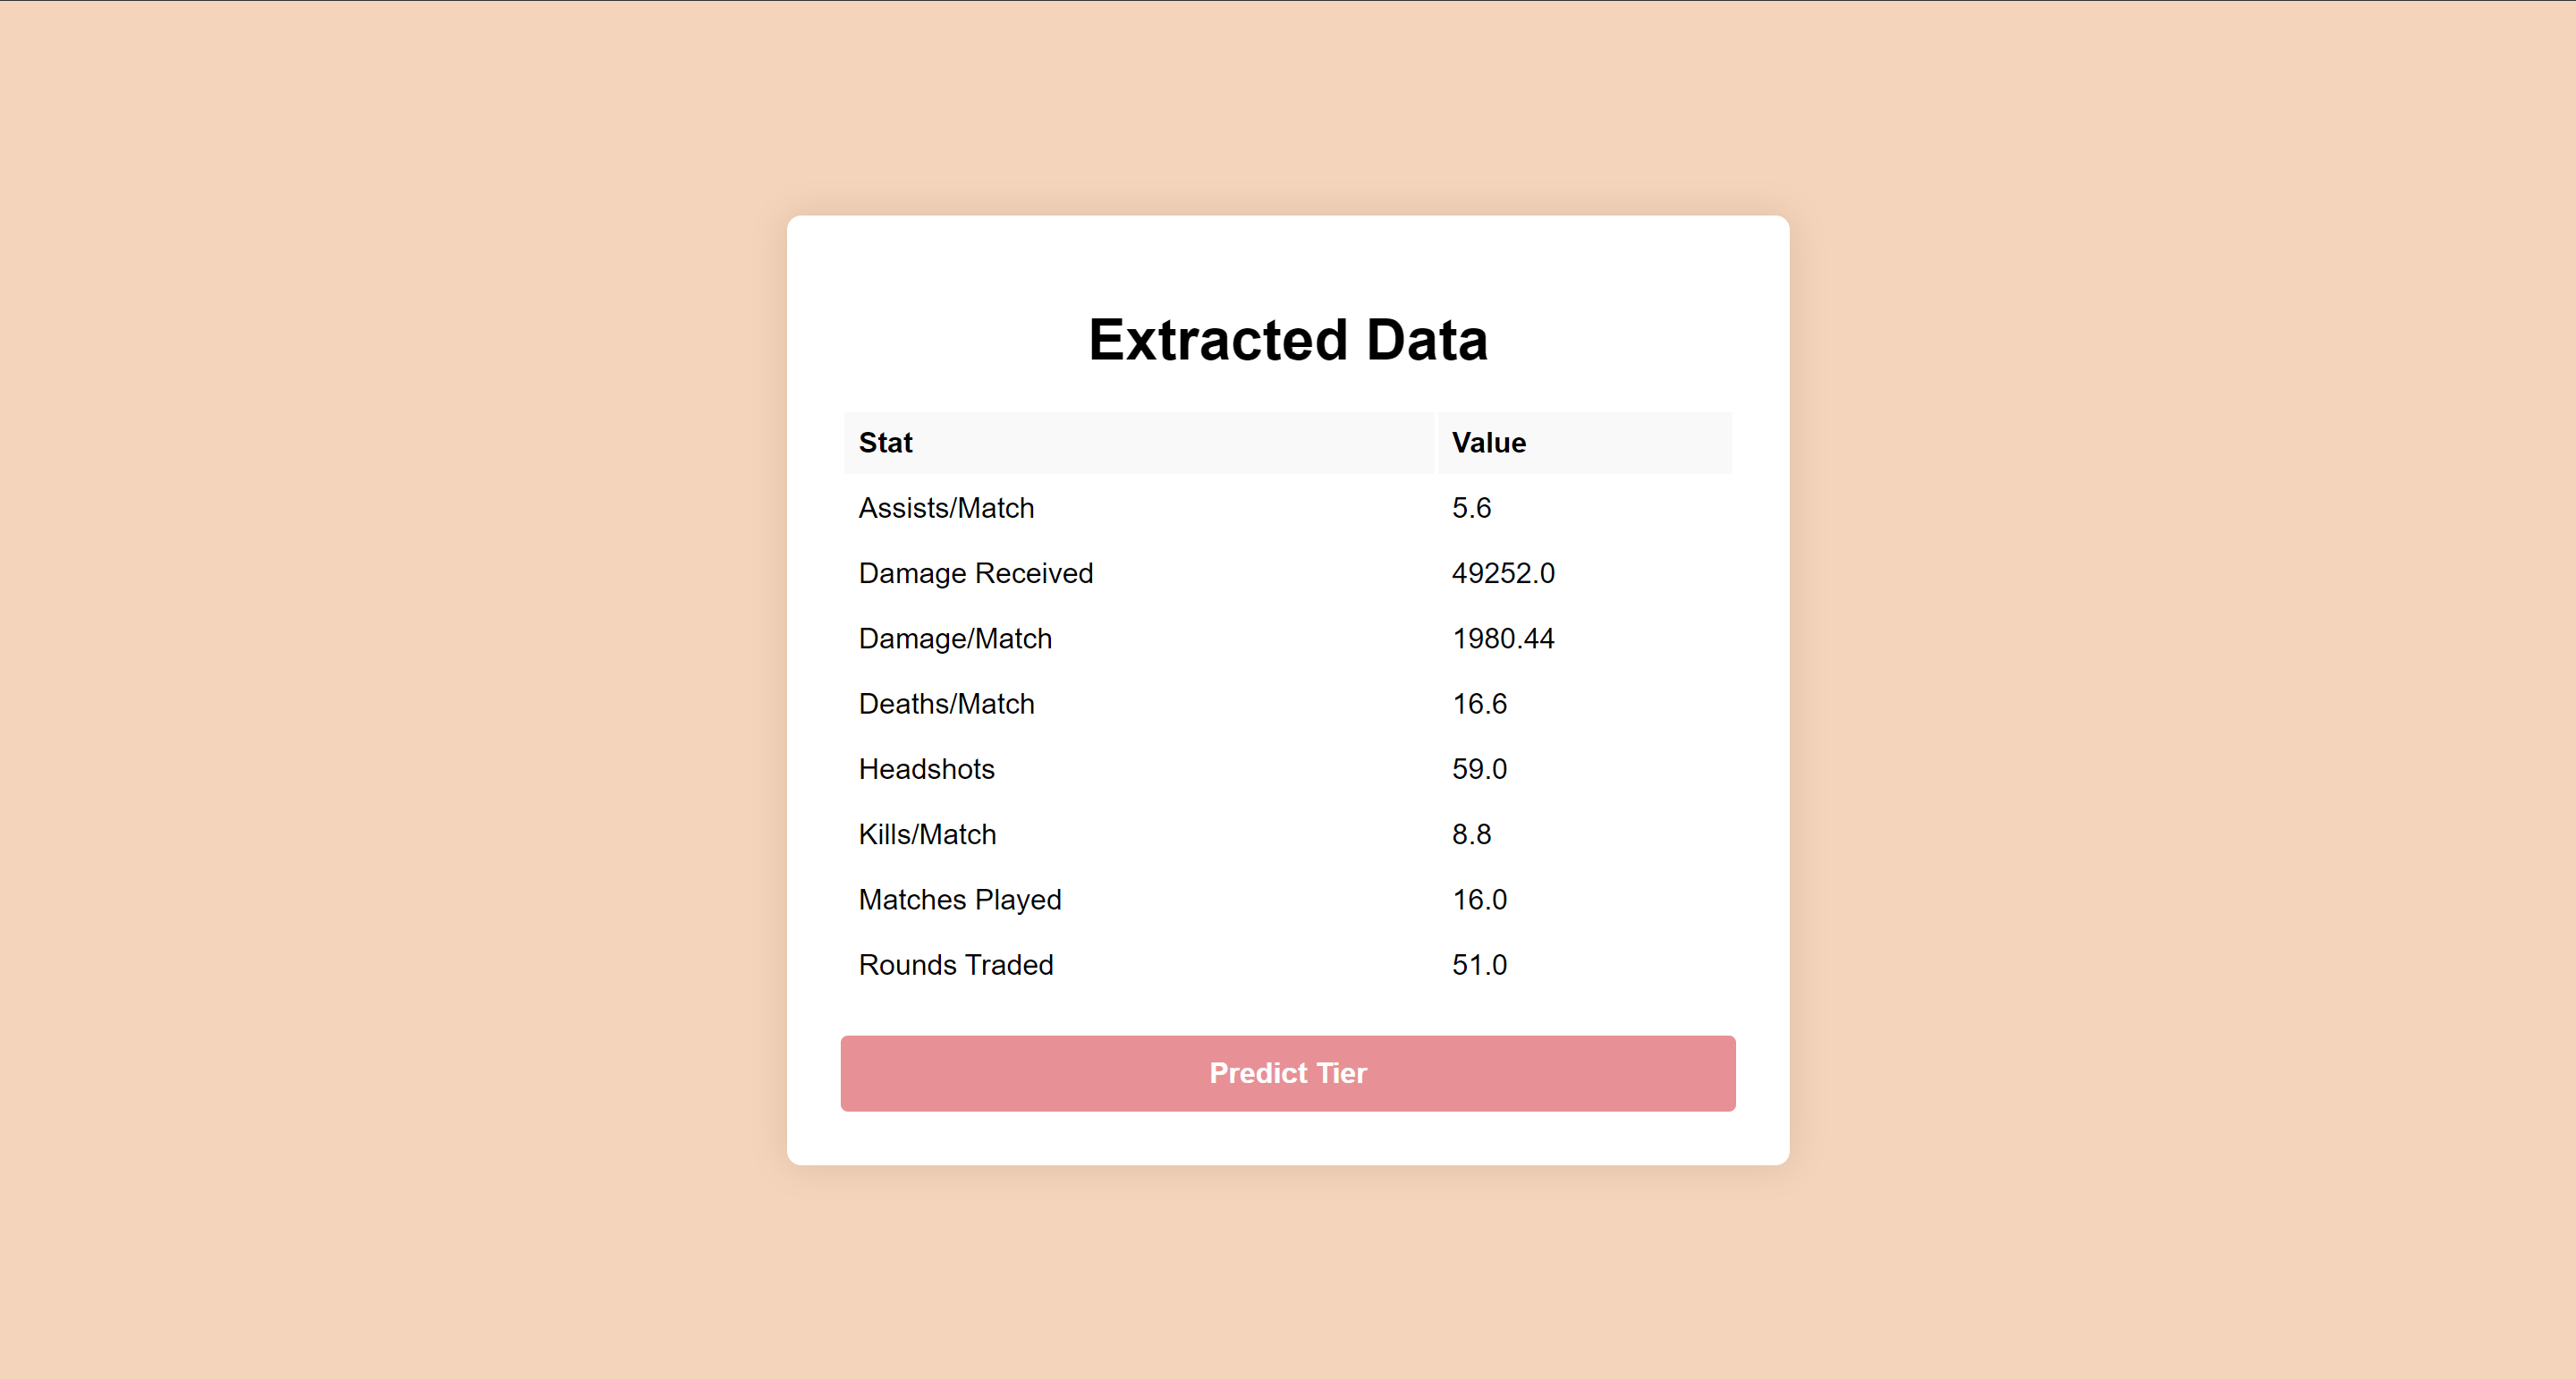 Extracted Data
Stat Value
Assists/Match 5.6
Damage Received 49252.0
Damage/Match 1980.44
Deaths/Match 16.6
Headshots 59.0
Kills/Match 8.8
Matches Played 16.0
Rounds Traded 51.0
Predict Tier